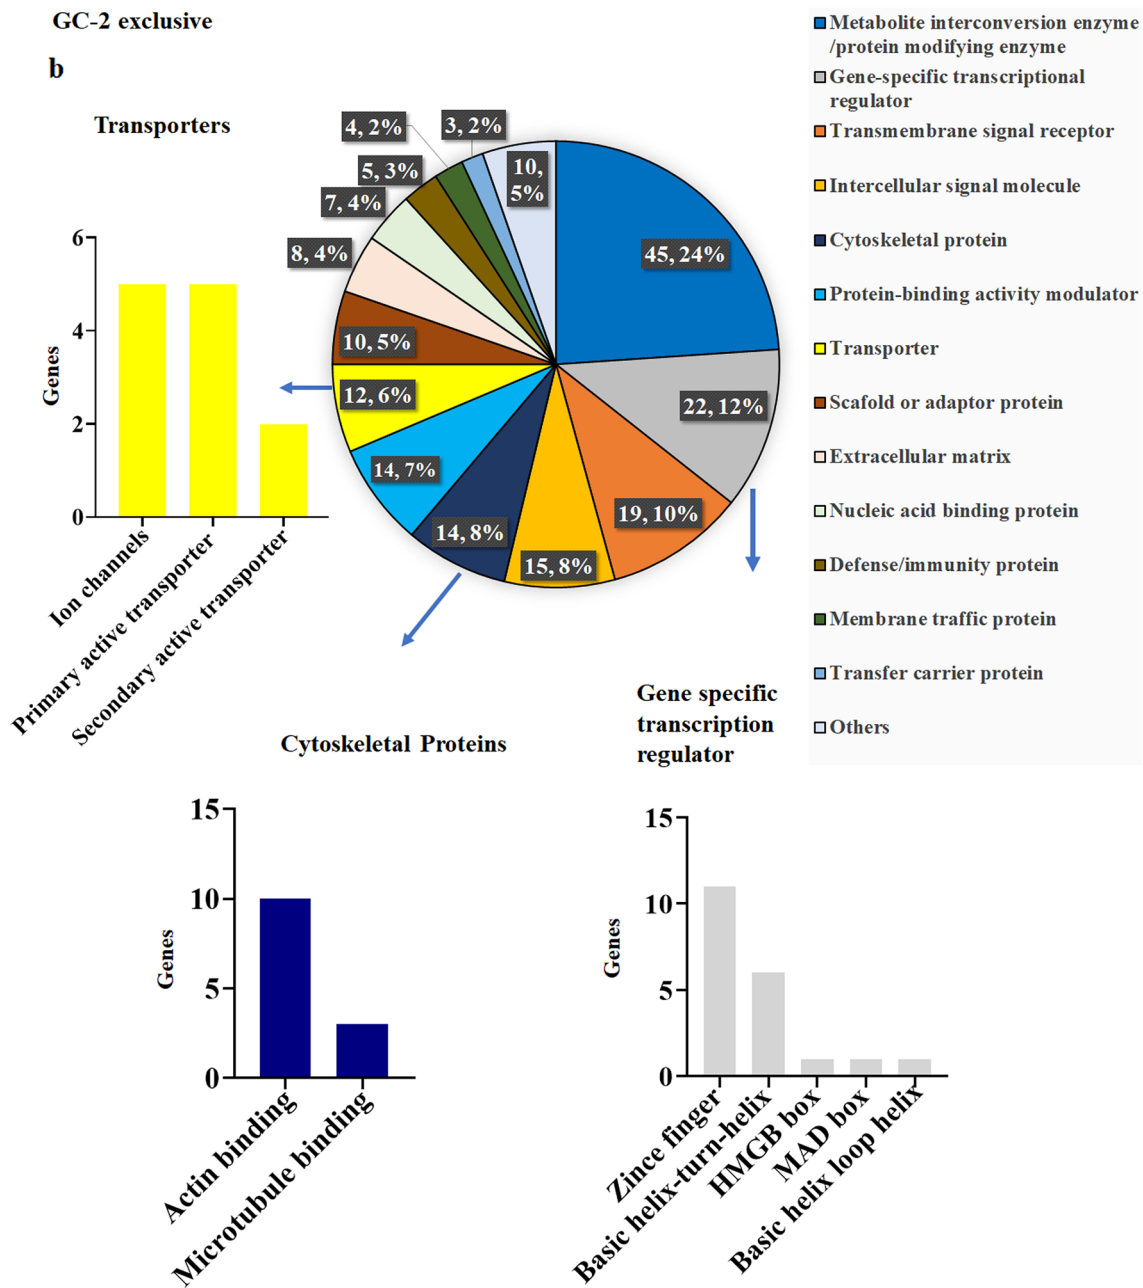 GC-2 exclusive
b
Transporters
Genes
6
4
2
0
Ion channels
Primary active transporter
Secondary active transporter
45, 24%
22, 12%
19, 10%
15, 8%
14, 8%
14, 7%
12, 6%
10, 5%
8, 4%
7, 4%
5, 3%
4, 2%
3, 2%
10,
5%
Metabolite interconversion enzyme
/protein modifying enzyme
Gene-specific transcriptional
regulator
Transmembrane signal receptor
Intercellular signal molecule
Cytoskeletal protein
Protein-binding activity modulator
Transporter
Scafold or adaptor protein
Extracellular matrix
Nucleic acid binding protein
Defense/immunity protein
Membrane traffic protein
Transfer carrier protein
Others
Cytoskeletal Proteins
Genes
15
10
5
0
Actin binding
Microtubule binding
Gene specific
transcription
regulator
Genes
15
10
5
0
Zince finger
Basic helix-turn-helix
HMGB box
MAD box
Basic helix loop helix